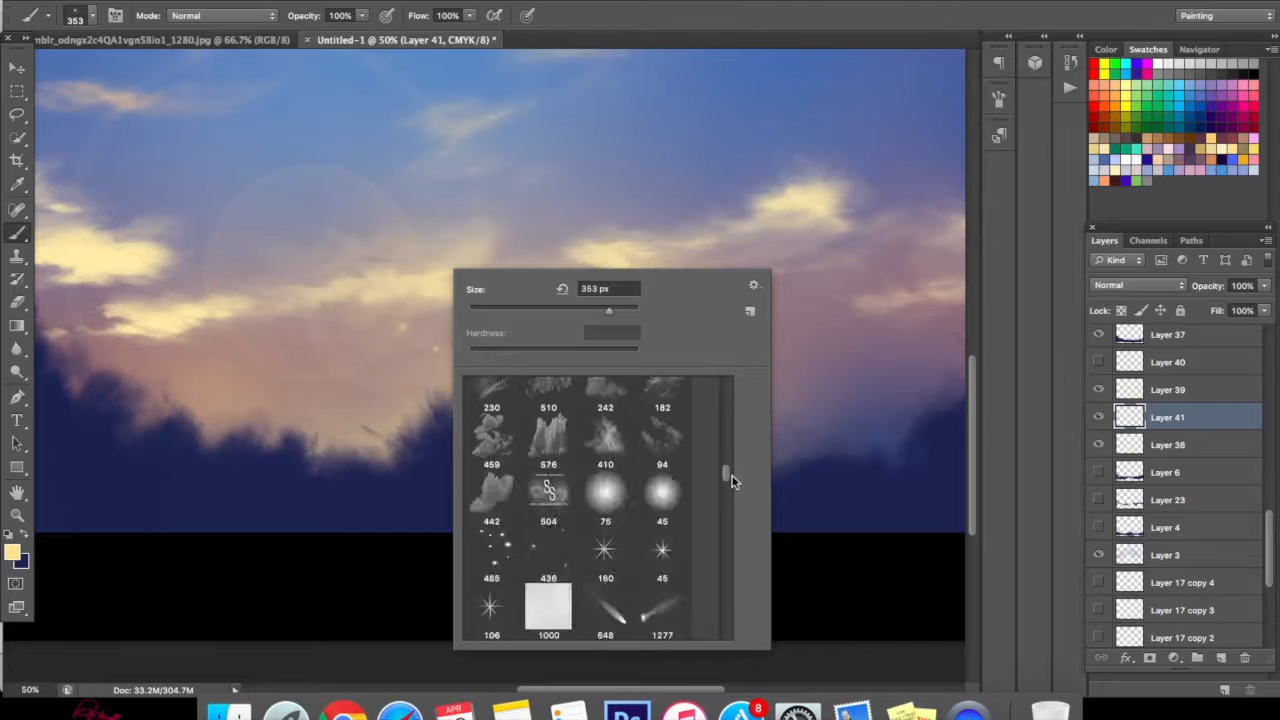 353 Mode: Normal Opacity: 100% Flow: 100% Painting
mblr_odngx2c4QA1vgn58io1_1280.jpg @ 66.7% (RGB/8) × Untitled-1 @ 50% (Layer 41, CMYK/8) *
Color Swatches Navigator
Layers Channels Paths
Kind
Normal Opacity: 100%
Lock: Fill: 100%
Layer 37
Layer 40
Layer 39
Layer 41
Layer 38
Layer 6
Layer 23
Layer 4
Layer 3
Layer 17 copy 4
Layer 17 copy 3
Layer 17 copy 2
Size: 353 px
Hardness:
230 510 242 182
459 576 410 94
442 504 75 45
488 436 160 45
106 1000 648 1277
50% Doc: 33.2M/304.7M
APR
Ps
8